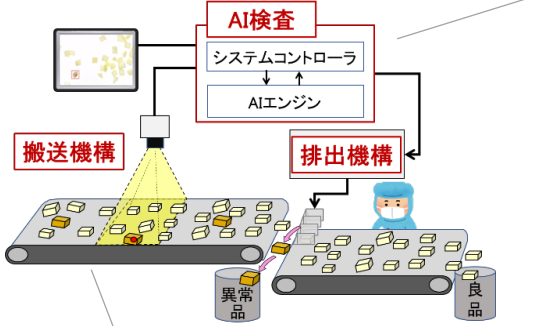 AI検査
システムコントローラ
AIエンジン
搬送機構
排出機構
異常
品
良
品